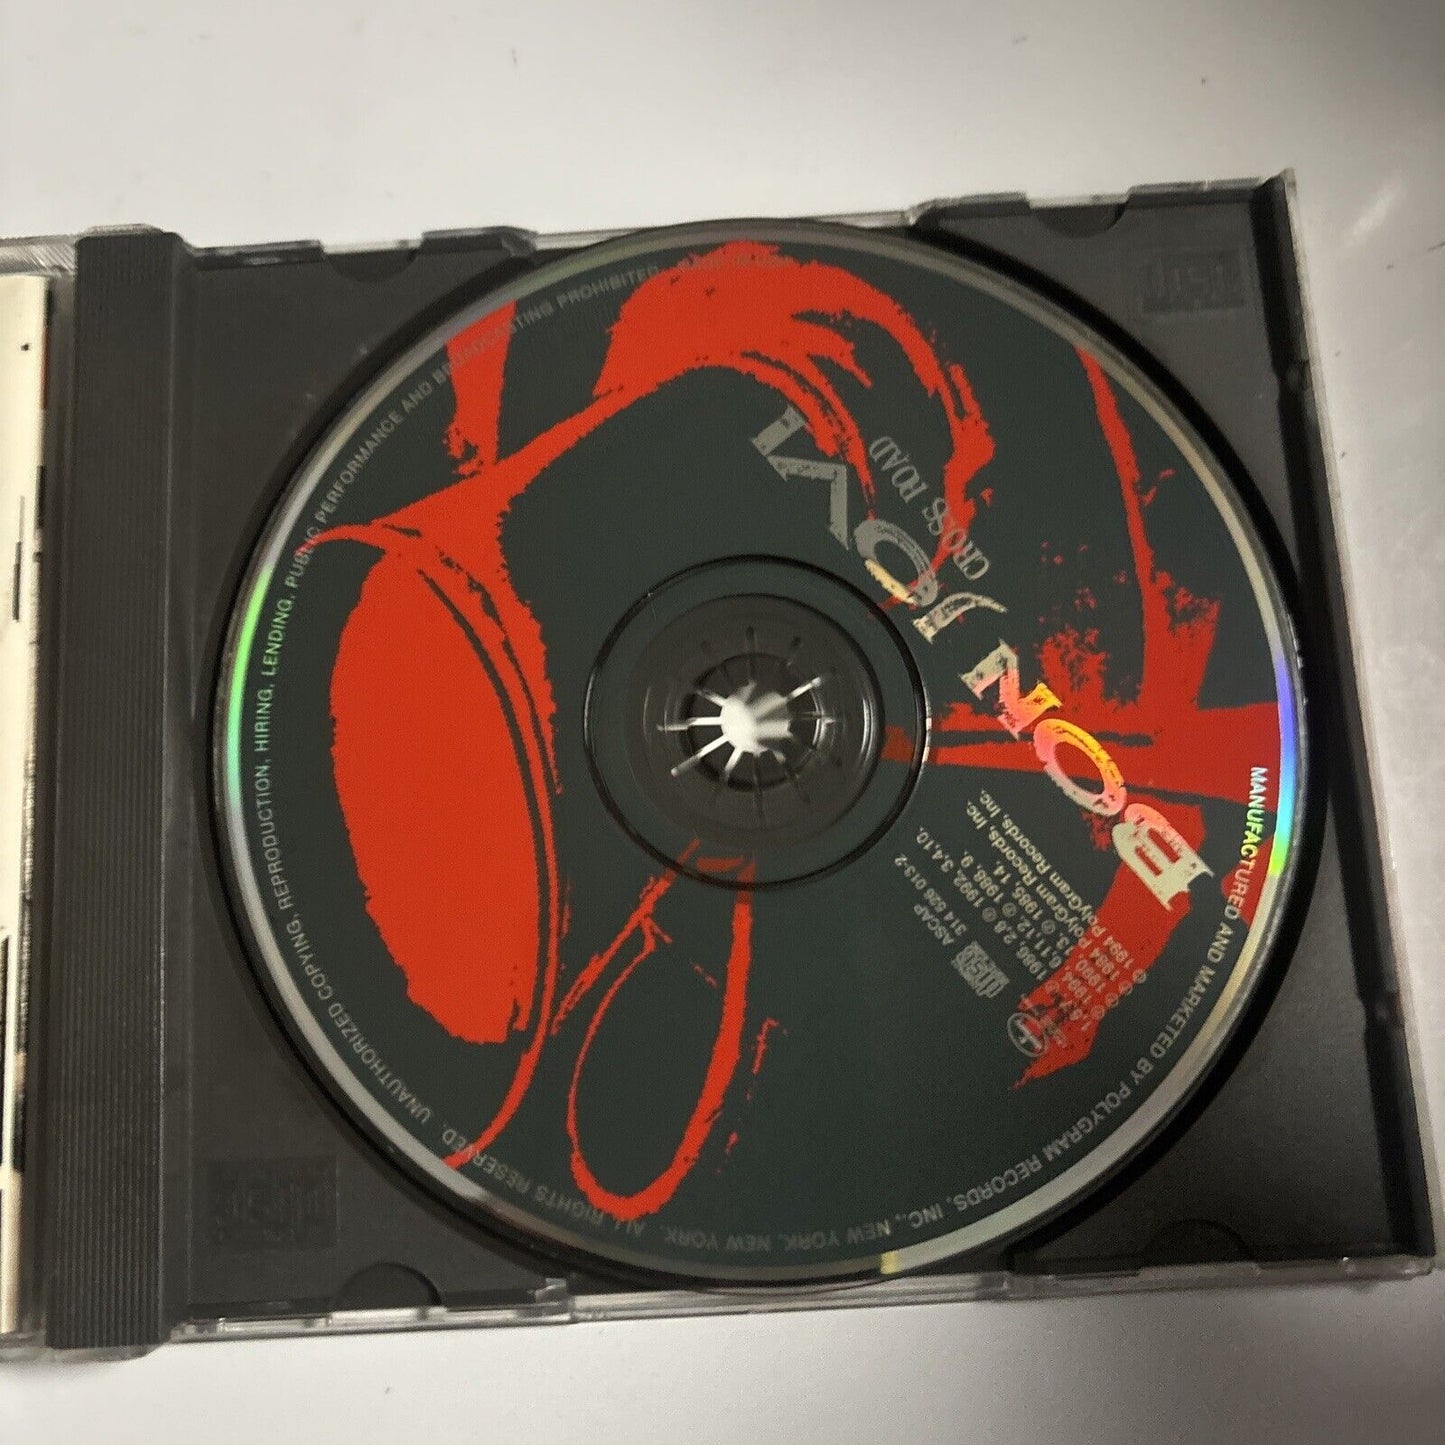 BON JOVI
CROSS ROAD
ASCAP
314 526 013-2
PolyGram Records, Inc.
PolyGram Records, Inc.
MANUFACTURED AND MARKETED BY POLYGRAM RECORDS, INC., NEW YORK, NEW YORK. ALL RIGHTS RESERVED. UNAUTHORIZED COPYING, REPRODUCTION, HIRING, LENDING, PUBLIC PERFORMANCE AND BROADCASTING PROHIBITED.